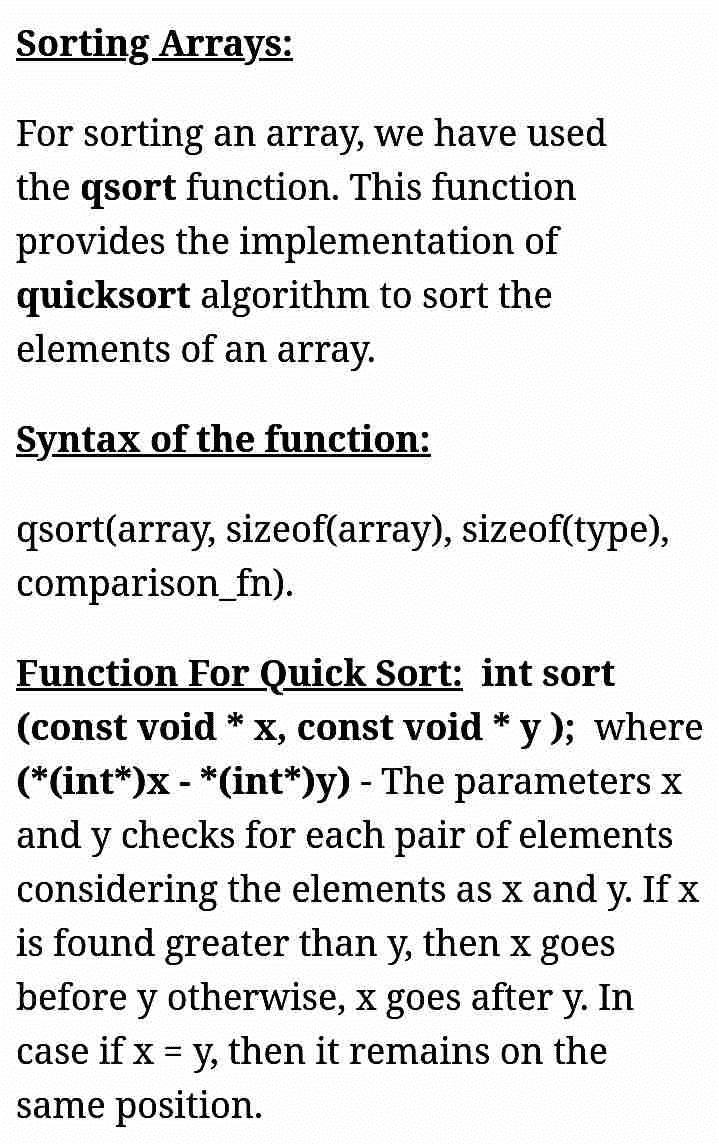 Sorting Arrays:
For sorting an array, we have used
the qsort function. This function
provides the implementation of
quicksort algorithm to sort the
elements of an array.
Syntax of the function:
qsort(array, sizeof(array), sizeof(type),
comparison_fn).
Function For Quick Sort: int sort
(const void * x, const void * y ); where
(*(int*)x - *(int*)y) - The parameters x
and y checks for each pair of elements
considering the elements as x and y. If x
is found greater than y, then x goes
before y otherwise, x goes after y. In
case if x = y, then it remains on the
same position.